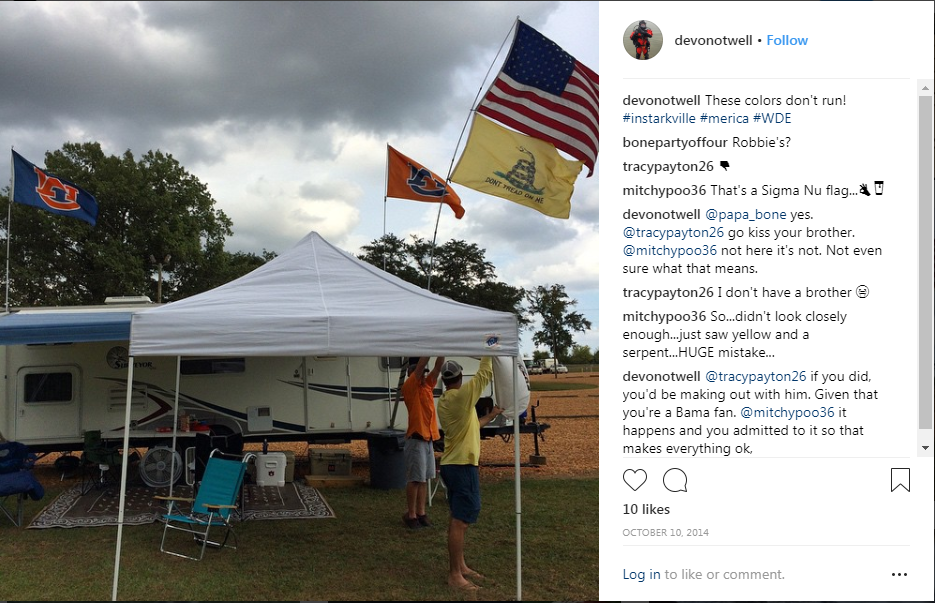 devonotwell • Follow
devonotwell These colors don't run!
#instarkville #merica #WDE
bonepartyoffour Robbie's?
tracypayton26
mitchypoo36 That's a Sigma Nu flag...
devonotwell @papa_bone yes.
@tracypayton26 go kiss your brother.
@mitchypoo36 not here it's not. Not even
sure what that means.
tracypayton26 I don't have a brother
mitchypoo36 So...didn't look closely
enough...just saw yellow and a
serpent...HUGE mistake...
devonotwell @tracypayton26 if you did,
you'd be making out with him. Given that
you're a Bama fan. @mitchypoo36 it
happens and you admitted to it so that
makes everything ok,
10 likes
OCTOBER 10, 2014
Log in to like or comment.
AU
AU
DONT TREAD ON ME